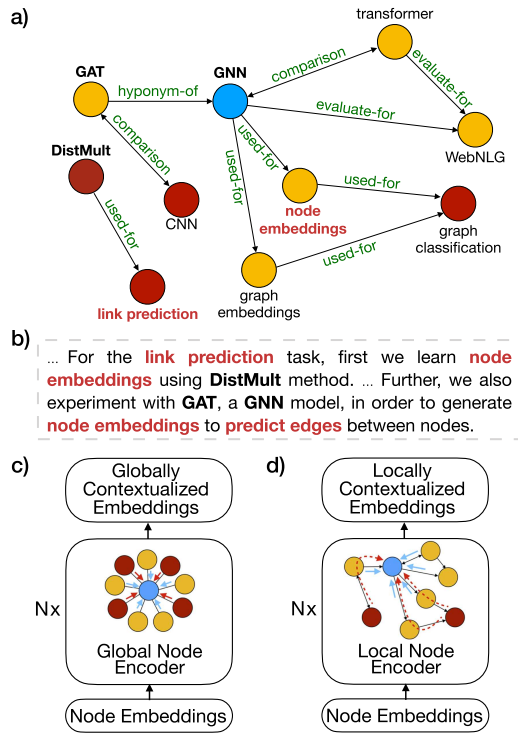 a)
transformer
GAT
GNN
comparison
hyponym-of
evaluate-for
evaluate-for
DistMult
comparison
used-for
WebNLG
used-for
used-for
CNN
node
embeddings
used-for
graph
classification
used-for
link prediction
graph
embeddings
used-for
b)
... For the link prediction task, first we learn node
embeddings using DistMult method. ... Further, we also
experiment with GAT, a GNN model, in order to generate
node embeddings to predict edges between nodes.
c)
Globally
Contextualized
Embeddings
Nx
Global Node
Encoder
Node Embeddings
d)
Locally
Contextualized
Embeddings
Nx
Local Node
Encoder
Node Embeddings